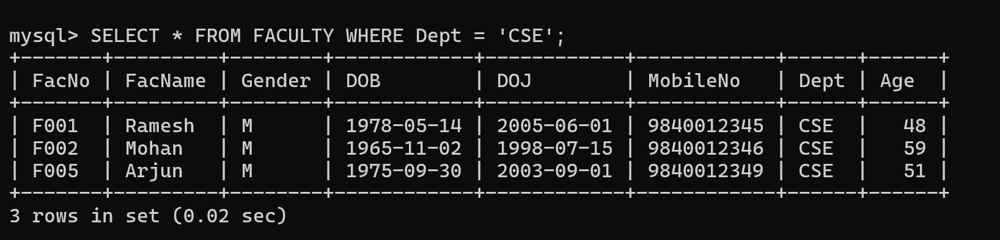 mysql> SELECT * FROM FACULTY WHERE Dept = 'CSE';
+-------+---------+--------+------------+------------+------------+------+------+
| FacNo | FacName | Gender | DOB        | DOJ        | MobileNo   | Dept | Age  |
+-------+---------+--------+------------+------------+------------+------+------+
| F001  | Ramesh  | M      | 1978-05-14 | 2005-06-01 | 9840012345 | CSE  |   48 |
| F002  | Mohan   | M      | 1965-11-02 | 1998-07-15 | 9840012346 | CSE  |   59 |
| F005  | Arjun   | M      | 1975-09-30 | 2003-09-01 | 9840012349 | CSE  |   51 |
+-------+---------+--------+------------+------------+------------+------+------+
3 rows in set (0.02 sec)